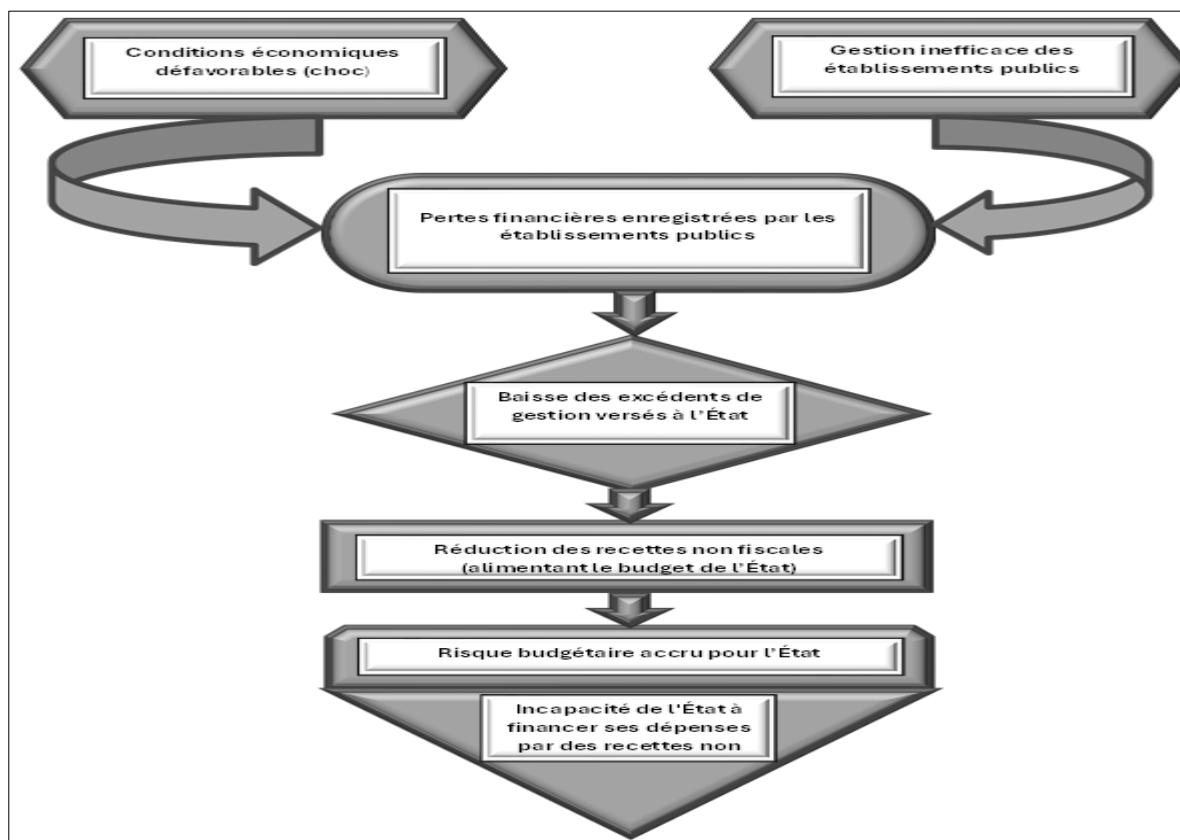 Conditions économiques
défavorables (choc)
Gestion inefficace des
établissements publics
Pertes financières enregistrées par les
établissements publics
Baisse des excédents de
gestion versés à l'État
Réduction des recettes non fiscales
(alimentant le budget de l'État)
Risque budgétaire accru pour l'État
Incapacité de l'État à
financer ses dépenses
par des recettes non